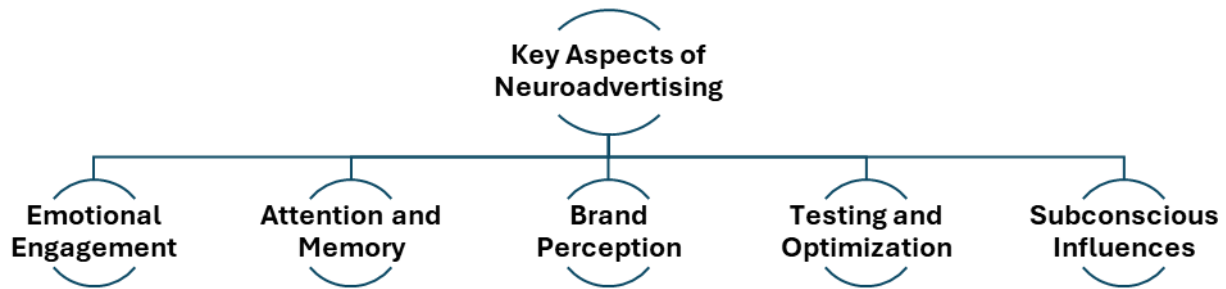 Key Aspects of
Neuroadvertising
Emotional
Engagement
Attention and
Memory
Brand
Perception
Testing and
Optimization
Subconscious
Influences